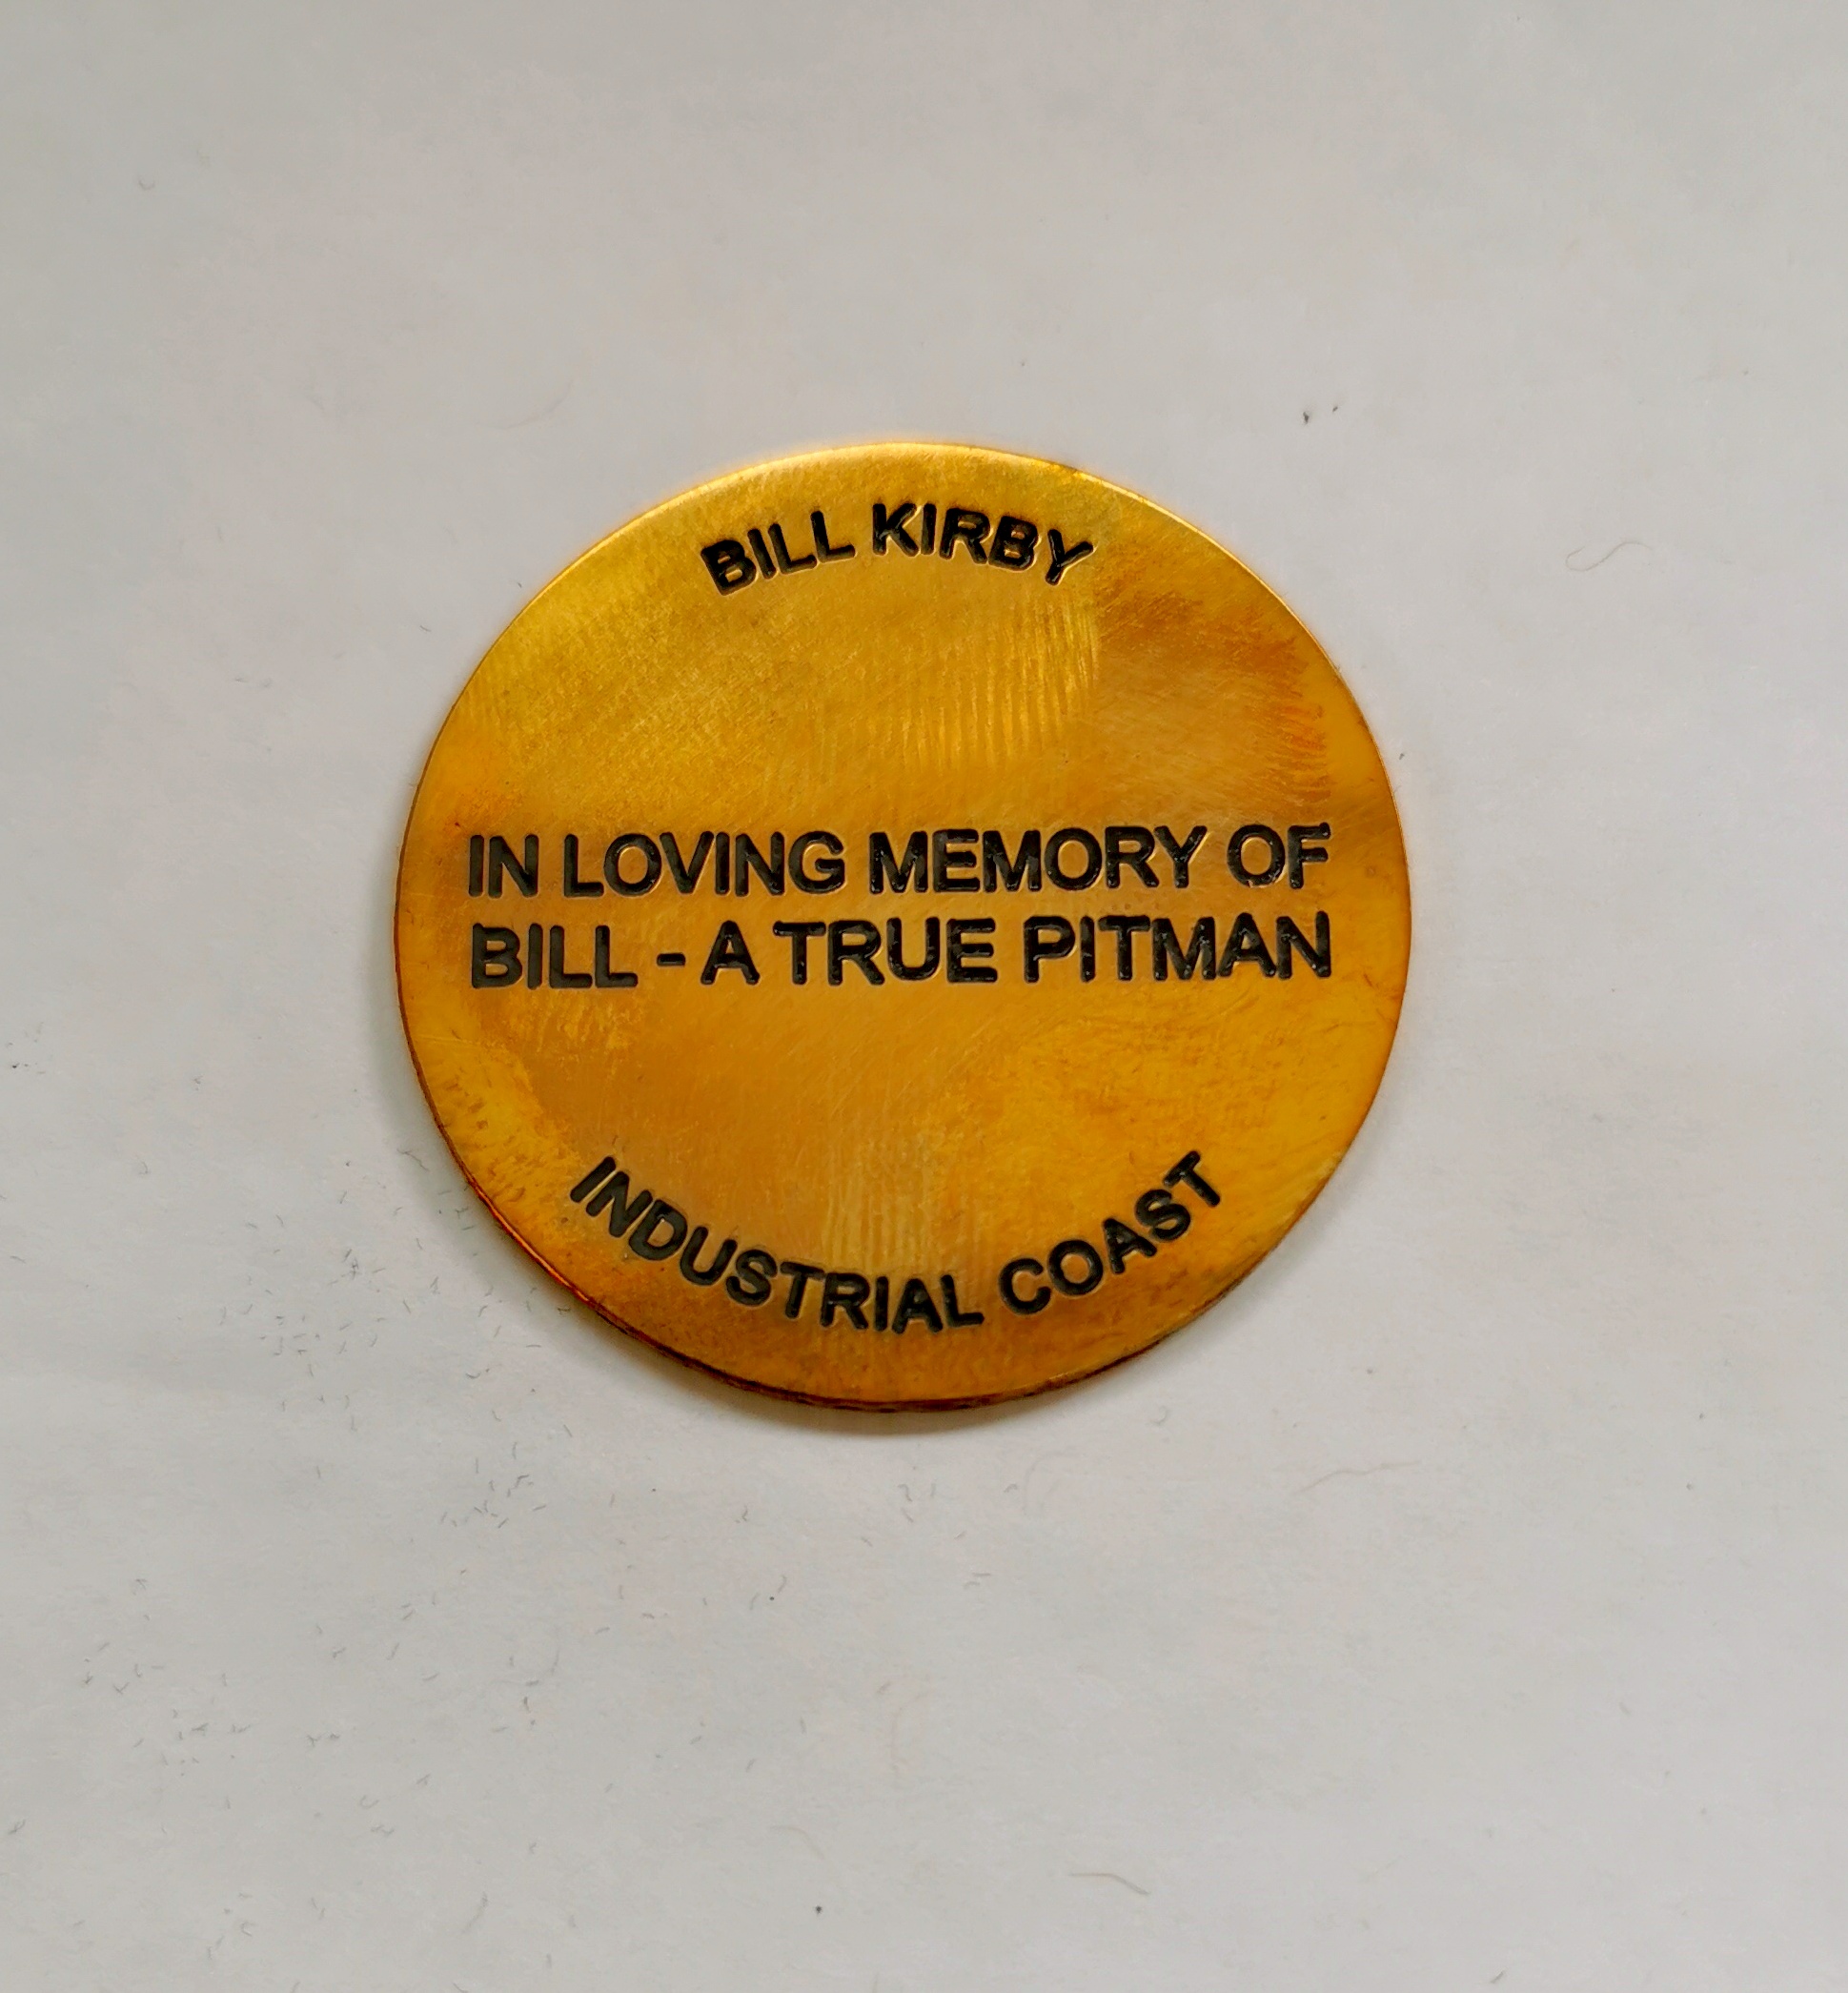 BILL KIRBY
IN LOVING MEMORY OF
BILL - A TRUE PITMAN
INDUSTRIAL COAST